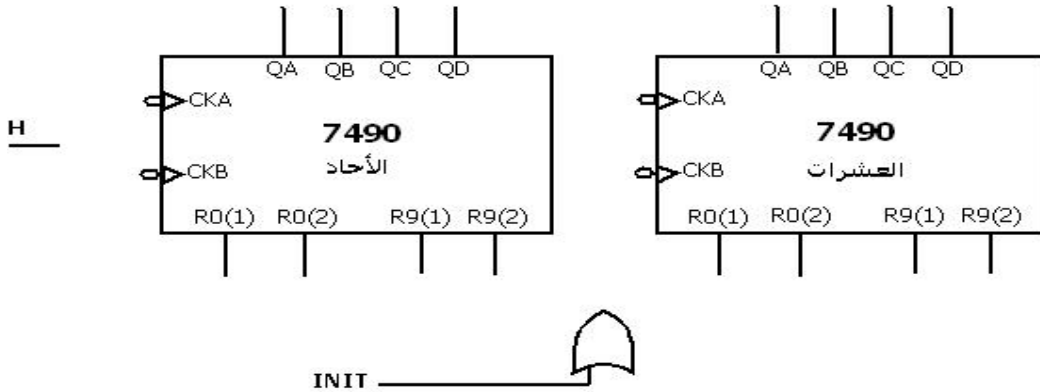 QA QB QC QD
QA QB QC QD
CKA
CKA
H
7490
7490
الأحاد
العشرات
CKB
CKB
R0(1) R0(2) R9(1) R9(2)
R0(1) R0(2) R9(1) R9(2)
INIT